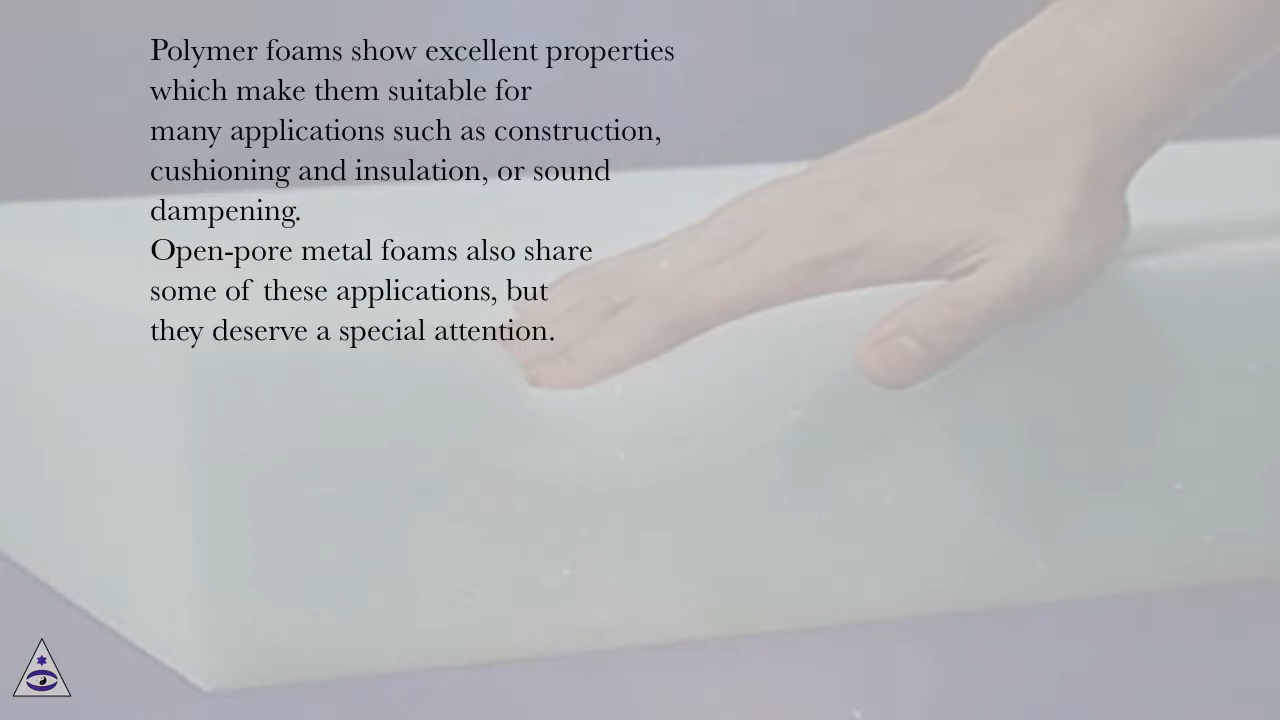 Polymer foams show excellent properties
which make them suitable for
many applications such as construction,
cushioning and insulation, or sound
dampening.
Open-pore metal foams also share
some of these applications, but
they deserve a special attention.